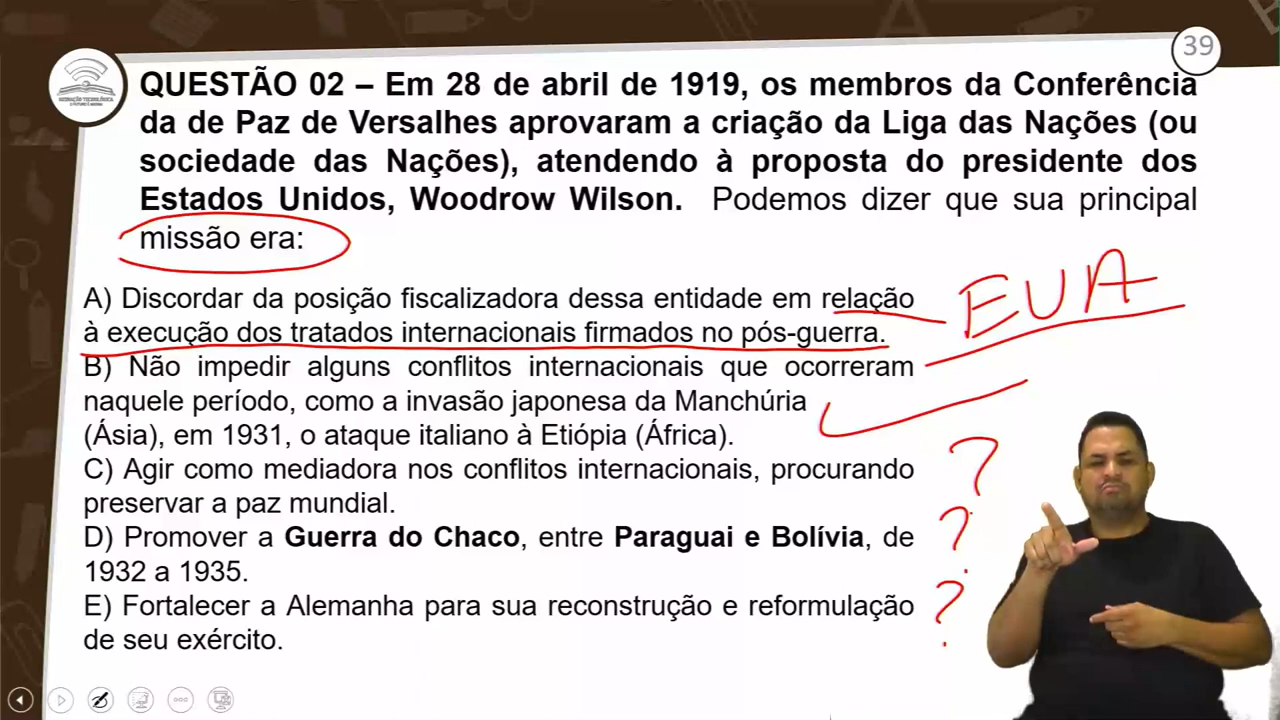 39
QUESTÃO 02 – Em 28 de abril de 1919, os membros da Conferência
da de Paz de Versalhes aprovaram a criação da Liga das Nações (ou
sociedade das Nações), atendendo à proposta do presidente dos
Estados Unidos, Woodrow Wilson. Podemos dizer que sua principal
missão era:
A) Discordar da posição fiscalizadora dessa entidade em relação
à execução dos tratados internacionais firmados no pós-guerra.
EUA
B) Não impedir alguns conflitos internacionais que ocorreram
naquele período, como a invasão japonesa da Manchúria
(Ásia), em 1931, o ataque italiano à Etiópia (África).
C) Agir como mediadora nos conflitos internacionais, procurando
preservar a paz mundial.
?
D) Promover a Guerra do Chaco, entre Paraguai e Bolívia, de
1932 a 1935.
?
E) Fortalecer a Alemanha para sua reconstrução e reformulação
de seu exército.
?